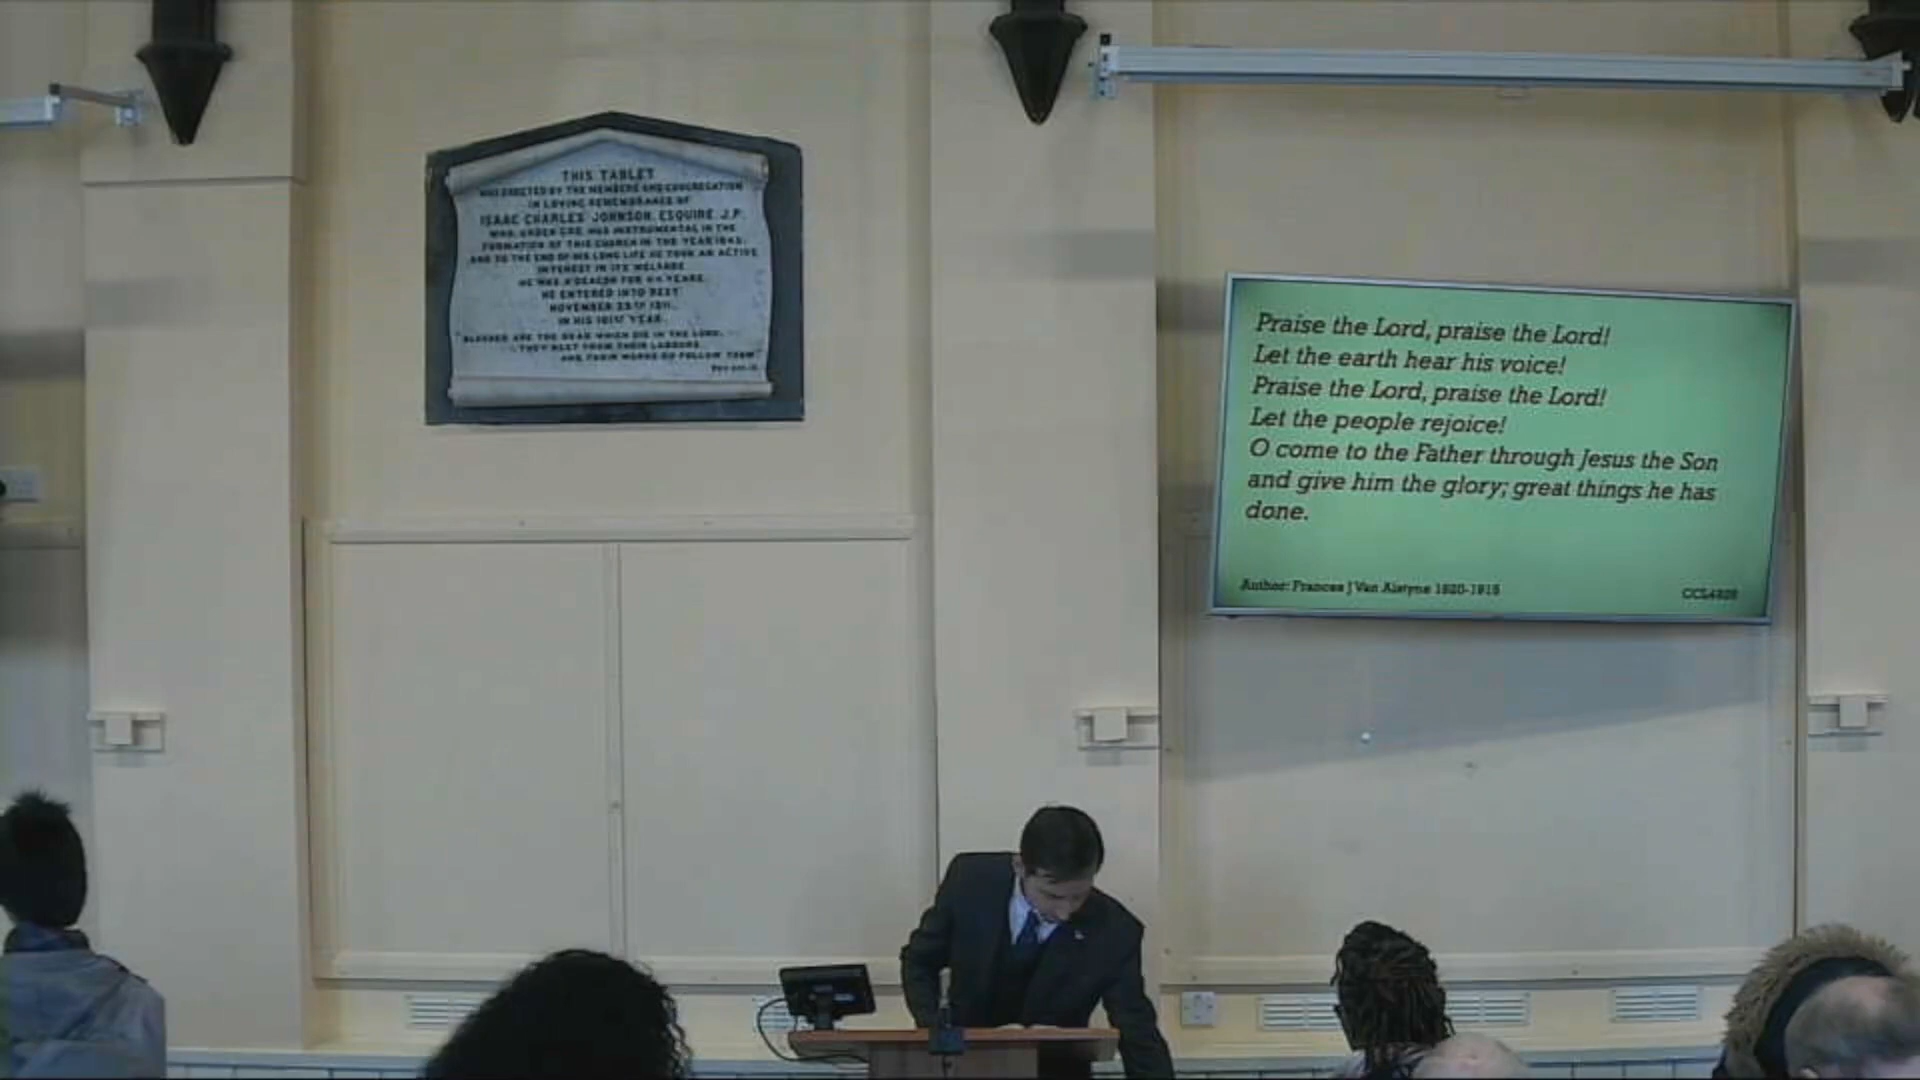 THIS TABLET
WAS ERECTED BY THE MEMBERS AND CONGREGATION
IN LOVING REMEMBRANCE OF
ISAAC CHARLES JOHNSON, ESQUIRE, J.P.
WHO, UNDER GOD, WAS INSTRUMENTAL IN THE
FORMATION OF THIS CHURCH IN THE YEAR
AND TO THE END OF HIS LONG LIFE HE TOOK AN ACTIVE
INTEREST IN ITS WELFARE
HE WAS A DEACON FOR YEARS.
HE ENTERED INTO REST
NOVEMBER 1911,
IN HIS 101ST YEAR.
"BLESSED ARE THE DEAD WHICH DIE IN THE LORD,
THEY REST FROM THEIR LABOURS
AND THEIR WORKS DO FOLLOW THEM"
Praise the Lord, praise the Lord!
Let the earth hear his voice!
Praise the Lord, praise the Lord!
Let the people rejoice!
O come to the Father through Jesus the Son
and give him the glory; great things he has
done.
Author: Frances J Van Alstyne 1820-1915